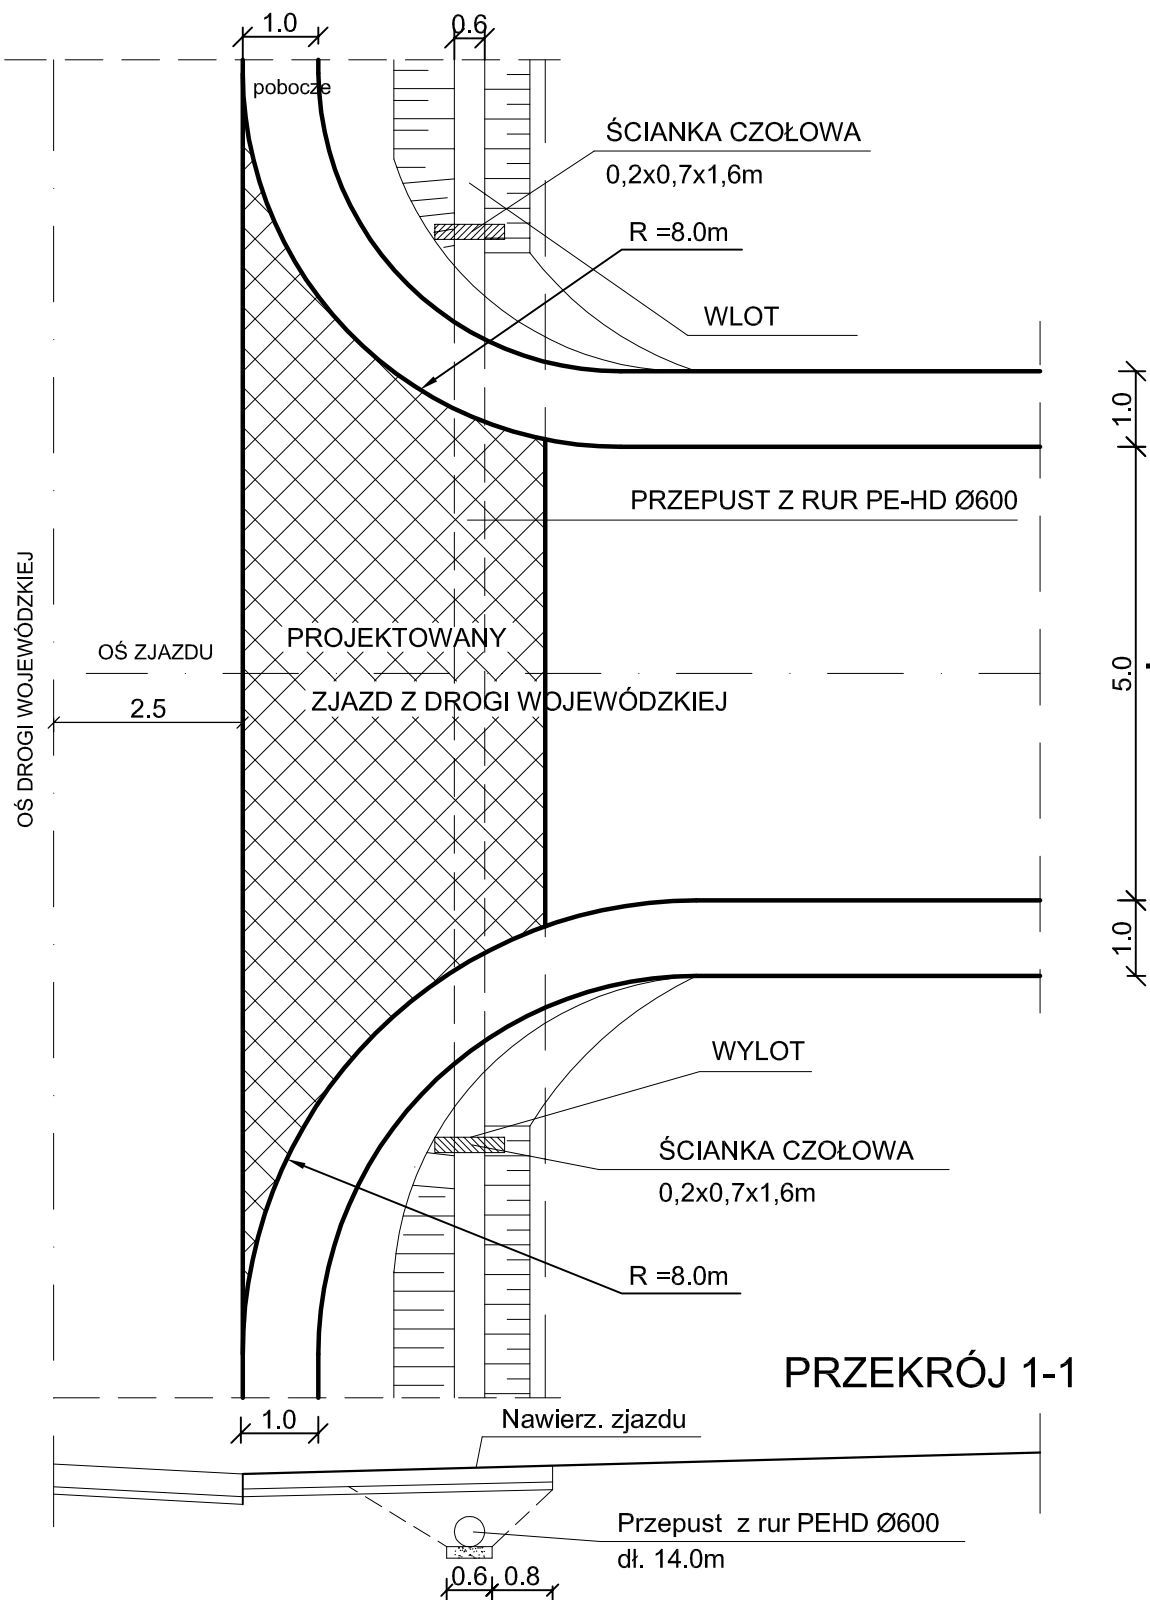 1.0
0.6
pobocze
ŚCIANKA CZOŁOWA
0,2x0,7x1,6m
R =8.0m
WLOT
1.0
PRZEPUST Z RUR PE-HD Ø600
OŚ DROGI WOJEWÓDZKIEJ
PROJEKTOWANY
OŚ ZJAZDU
5.0
ZJAZD Z DROGI WOJEWÓDZKIEJ
2.5
1.0
WYLOT
ŚCIANKA CZOŁOWA
0,2x0,7x1,6m
R =8.0m
PRZEKRÓJ 1-1
1.0
Nawierz. zjazdu
Przepust z rur PEHD Ø600
dł. 14.0m
0.6
0.8